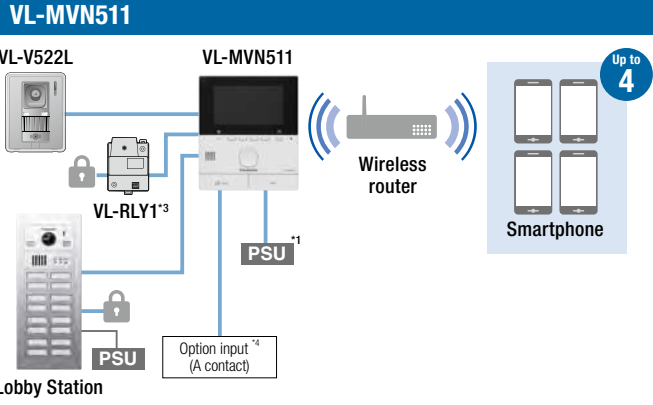 VL-MVN511
VL-V522L
VL-MVN511
Up to
4
Wireless
router
VL-RLY1*3
Smartphone
PSU*1
PSU
Option input *4
(A contact)
Lobby Station